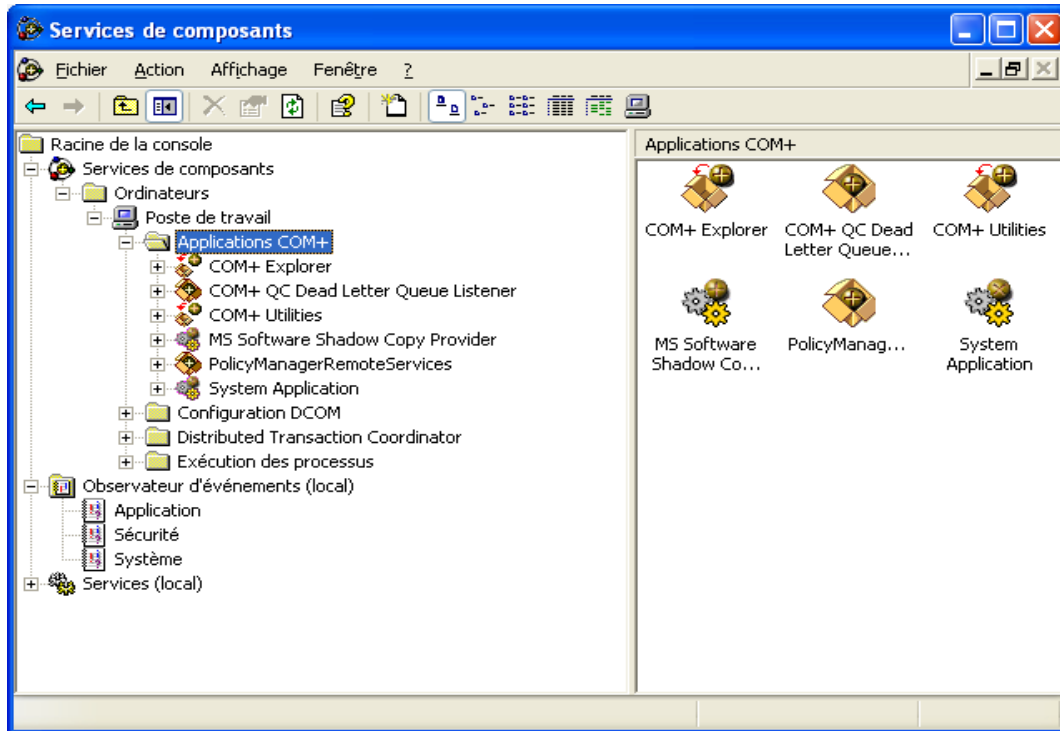 Services de composants
Fichier Action Affichage Fenêtre ?
Racine de la console
Services de composants
Ordinateurs
Poste de travail
Applications COM+
COM+ Explorer
COM+ QC Dead Letter Queue Listener
COM+ Utilities
MS Software Shadow Copy Provider
PolicyManagerRemoteServices
System Application
Configuration DCOM
Distributed Transaction Coordinator
Exécution des processus
Observateur d'événements (local)
Application
Sécurité
Système
Services (local)
Applications COM+
COM+ Explorer
COM+ QC Dead
Letter Queue...
COM+ Utilities
MS Software
Shadow Co...
PolicyManag...
System
Application